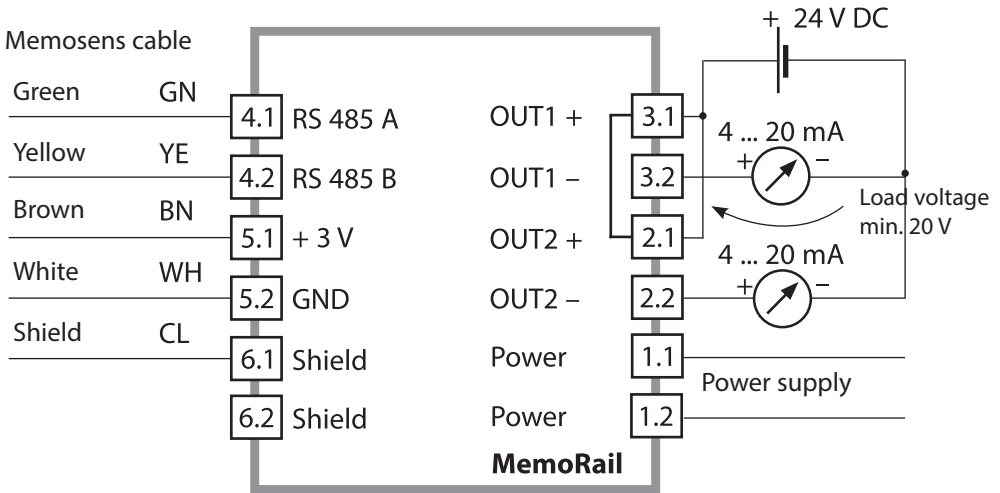 + 24 V DC
Memosens cable
Green GN
4.1 RS 485 A
OUT1 + 3.1
4 ... 20 mA
+ –
Yellow YE
4.2 RS 485 B
OUT1 – 3.2
Load voltage
min. 20 V
Brown BN
5.1 + 3 V
OUT2 + 2.1
4 ... 20 mA
+ –
White WH
5.2 GND
OUT2 – 2.2
Shield CL
6.1 Shield
Power 1.1
Power supply
6.2 Shield
Power 1.2
MemoRail